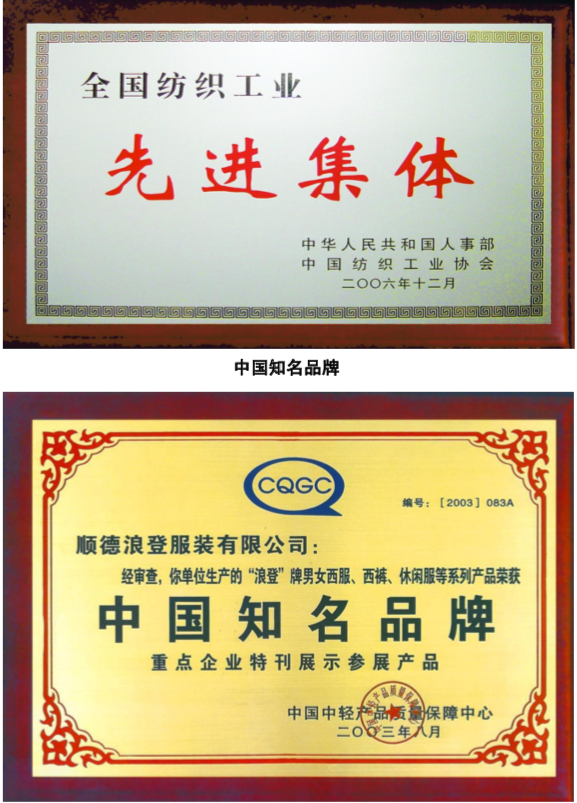 全国纺织工业
先进集体
中华人民共和国人事部
中国纺织工业协会
二〇〇六年十二月
中国知名品牌
CQGC
编号：［2003］083A
顺德浪登服装有限公司：
经审查，你单位生产的“浪登”牌男女西服、西裤、休闲服等系列产品荣获
中国知名品牌
重点企业特刊展示参展产品
中国中轻产品质量保障中心
二〇〇三年八月